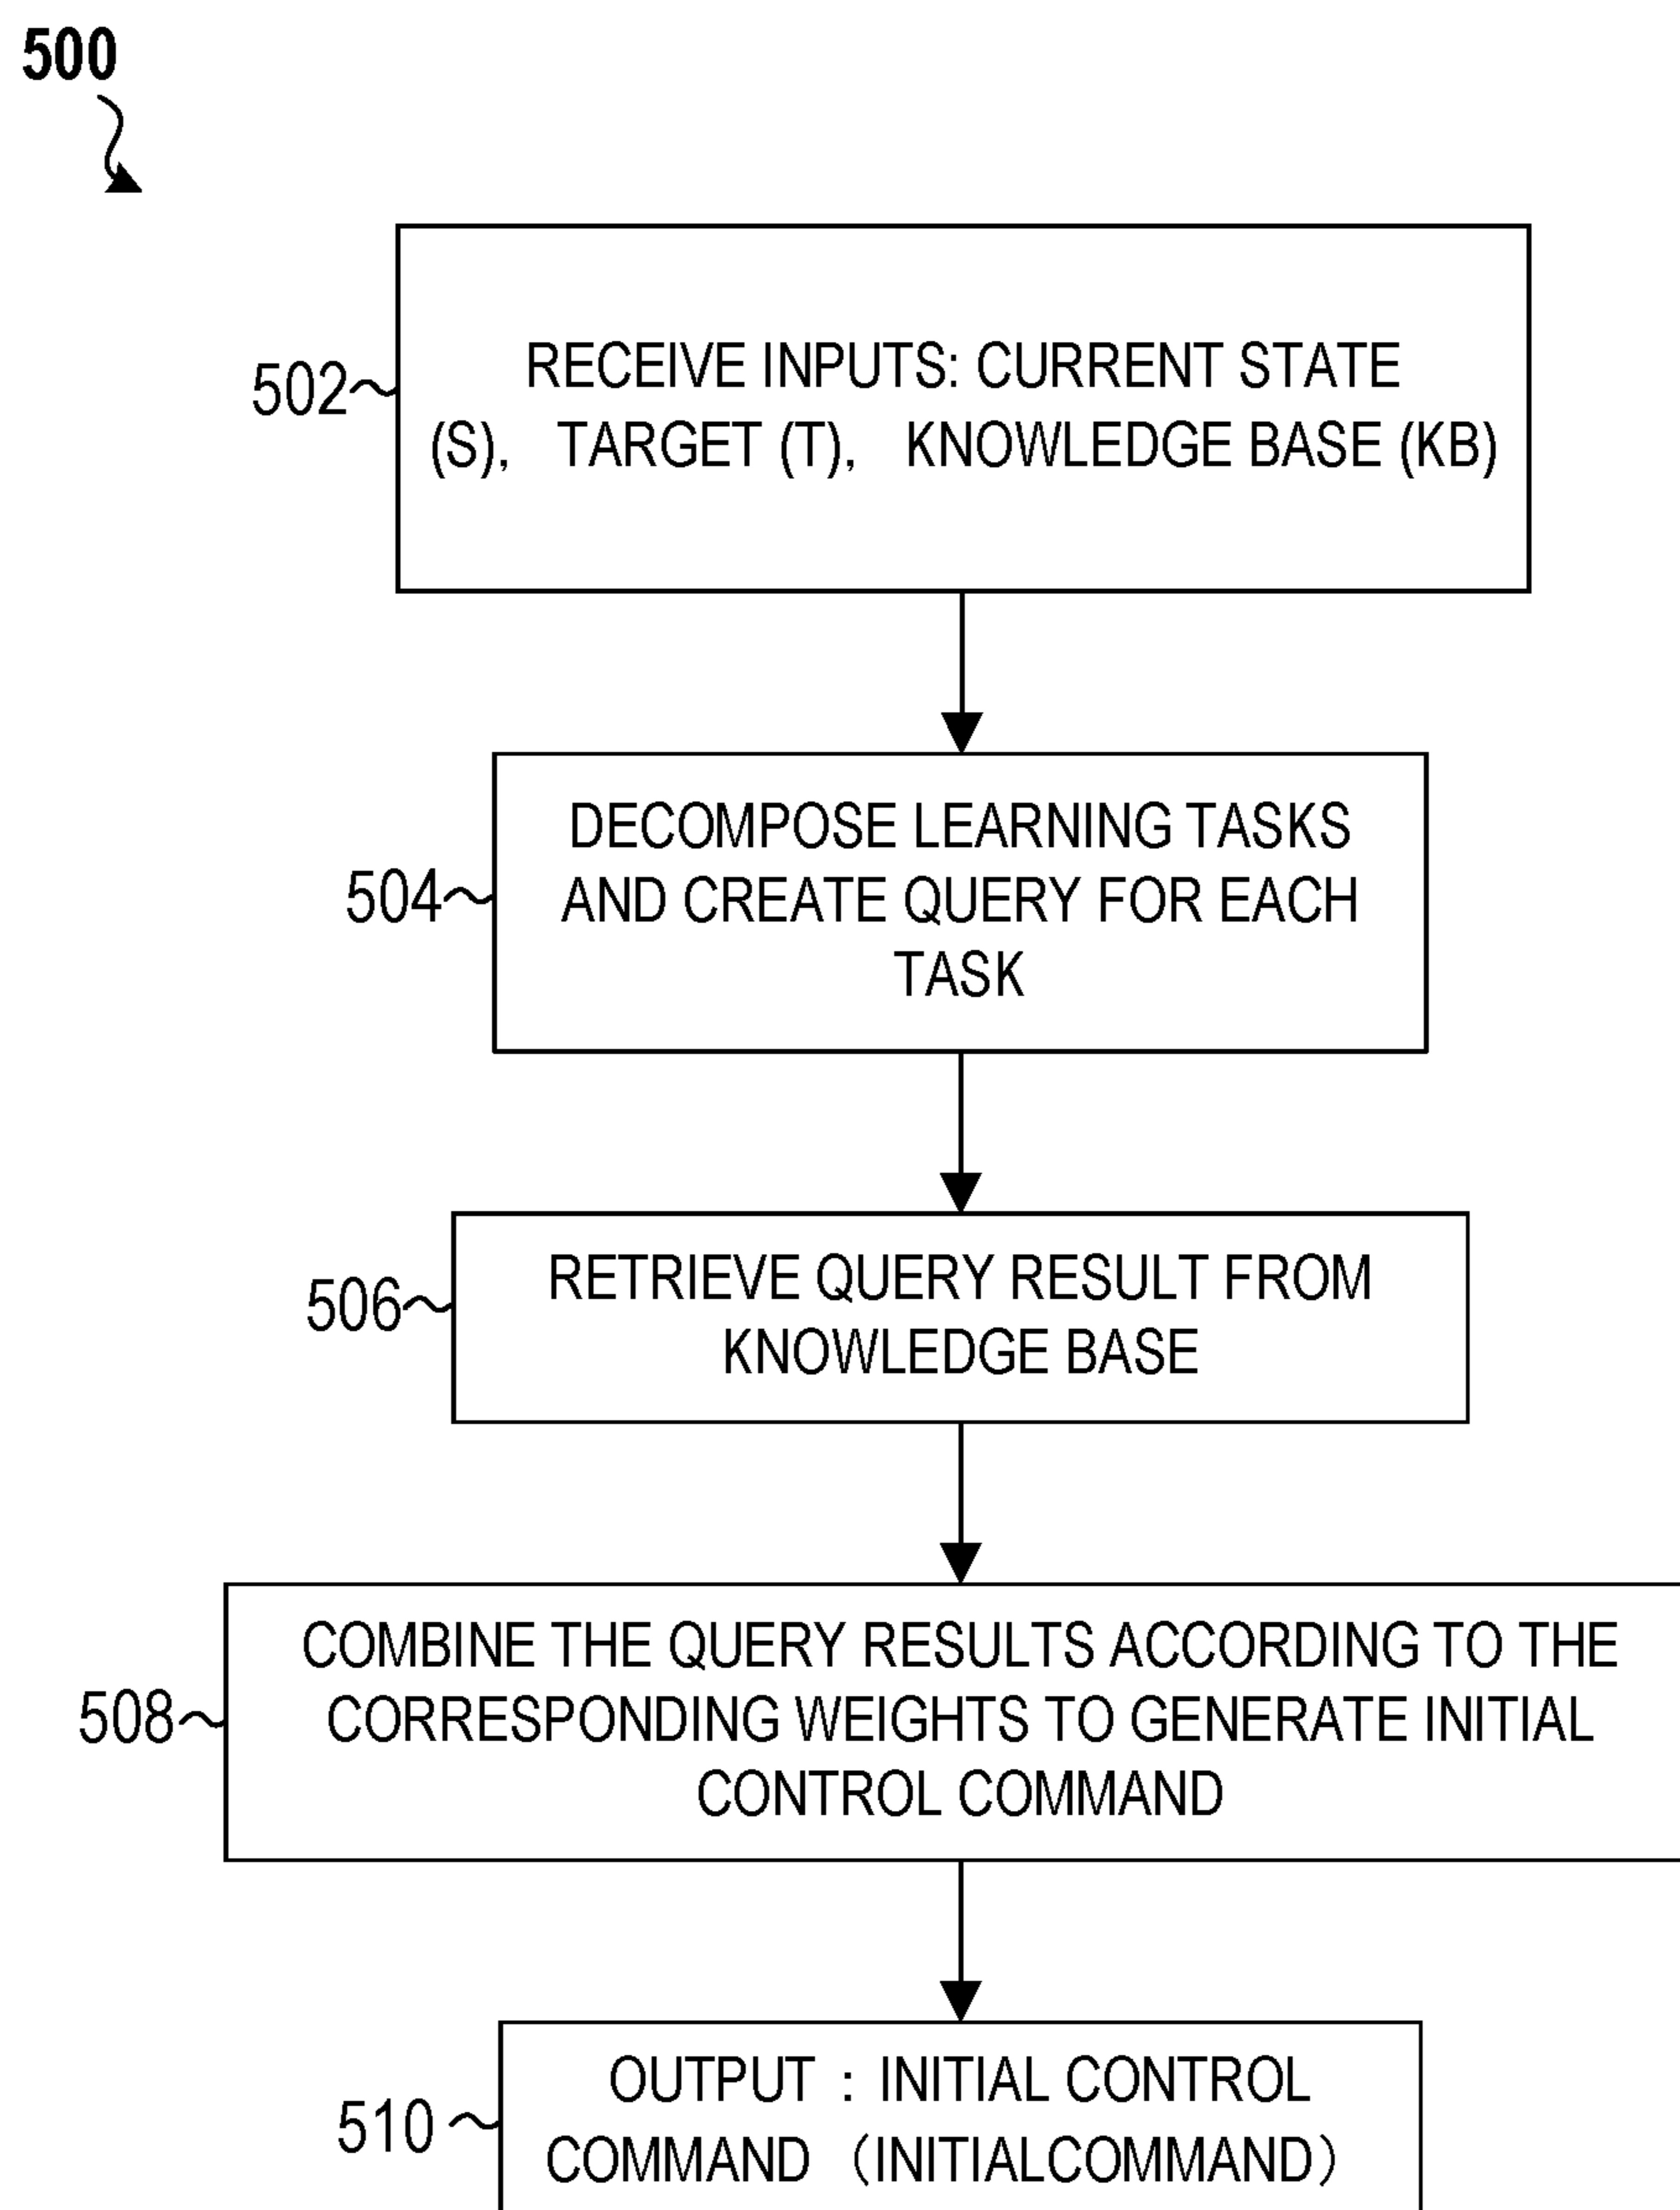 500
502
RECEIVE INPUTS: CURRENT STATE
(S), TARGET (T), KNOWLEDGE BASE (KB)
504
DECOMPOSE LEARNING TASKS
AND CREATE QUERY FOR EACH
TASK
506
RETRIEVE QUERY RESULT FROM
KNOWLEDGE BASE
508
COMBINE THE QUERY RESULTS ACCORDING TO THE
CORRESPONDING WEIGHTS TO GENERATE INITIAL
CONTROL COMMAND
510
OUTPUT : INITIAL CONTROL
COMMAND (INITIALCOMMAND)